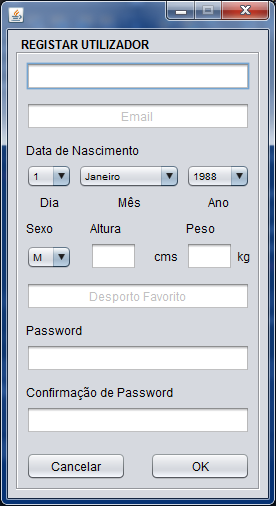 REGISTAR UTILIZADOR
Email
Data de Nascimento
1 Janeiro 1988
Dia Mês Ano
Sexo Altura Peso
M cms kg
Desporto Favorito
Password
Confirmação de Password
Cancelar OK